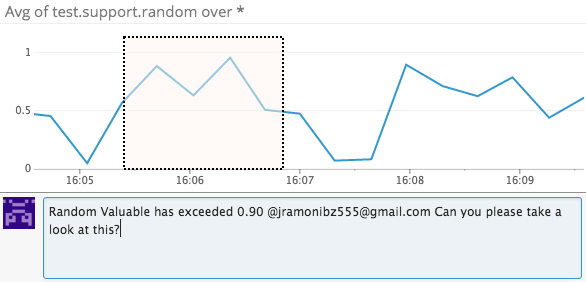 Avg of test.support.random over *
1
0.5
0
16:05 16:06 16:07 16:08 16:09
Random Valuable has exceeded 0.90 @jramonibz555@gmail.com Can you please take a
look at this?